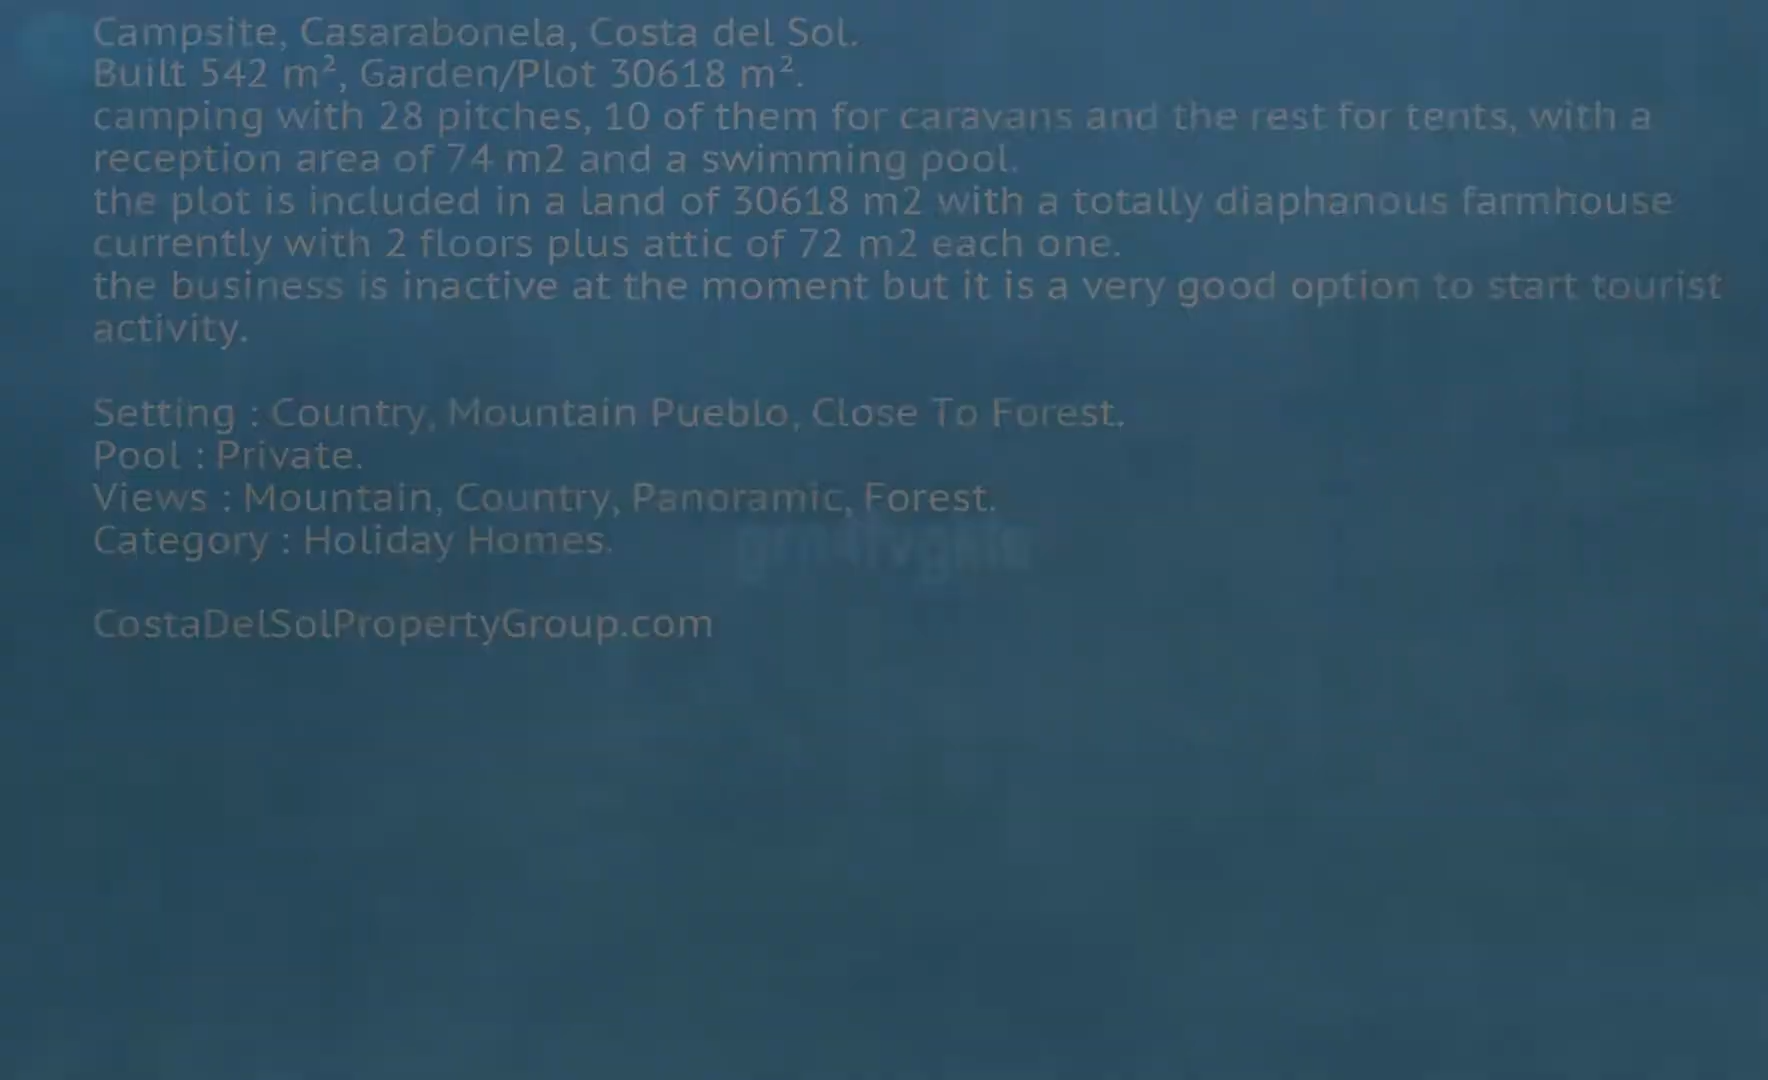 Campsite, Casarabonela, Costa del Sol.
Built 542 m², Garden/Plot 30618 m².
camping with 28 pitches, 10 of them for caravans and the rest for tents, with a
reception area of 74 m2 and a swimming pool.
the plot is included in a land of 30618 m2 with a totally diaphanous farmhouse
currently with 2 floors plus attic of 72 m2 each one.
the business is inactive at the moment but it is a very good option to start tourist
activity.
Setting : Country, Mountain Pueblo, Close To Forest.
Pool : Private.
Views : Mountain, Country, Panoramic, Forest.
Category : Holiday Homes.
CostaDelSolPropertyGroup.com